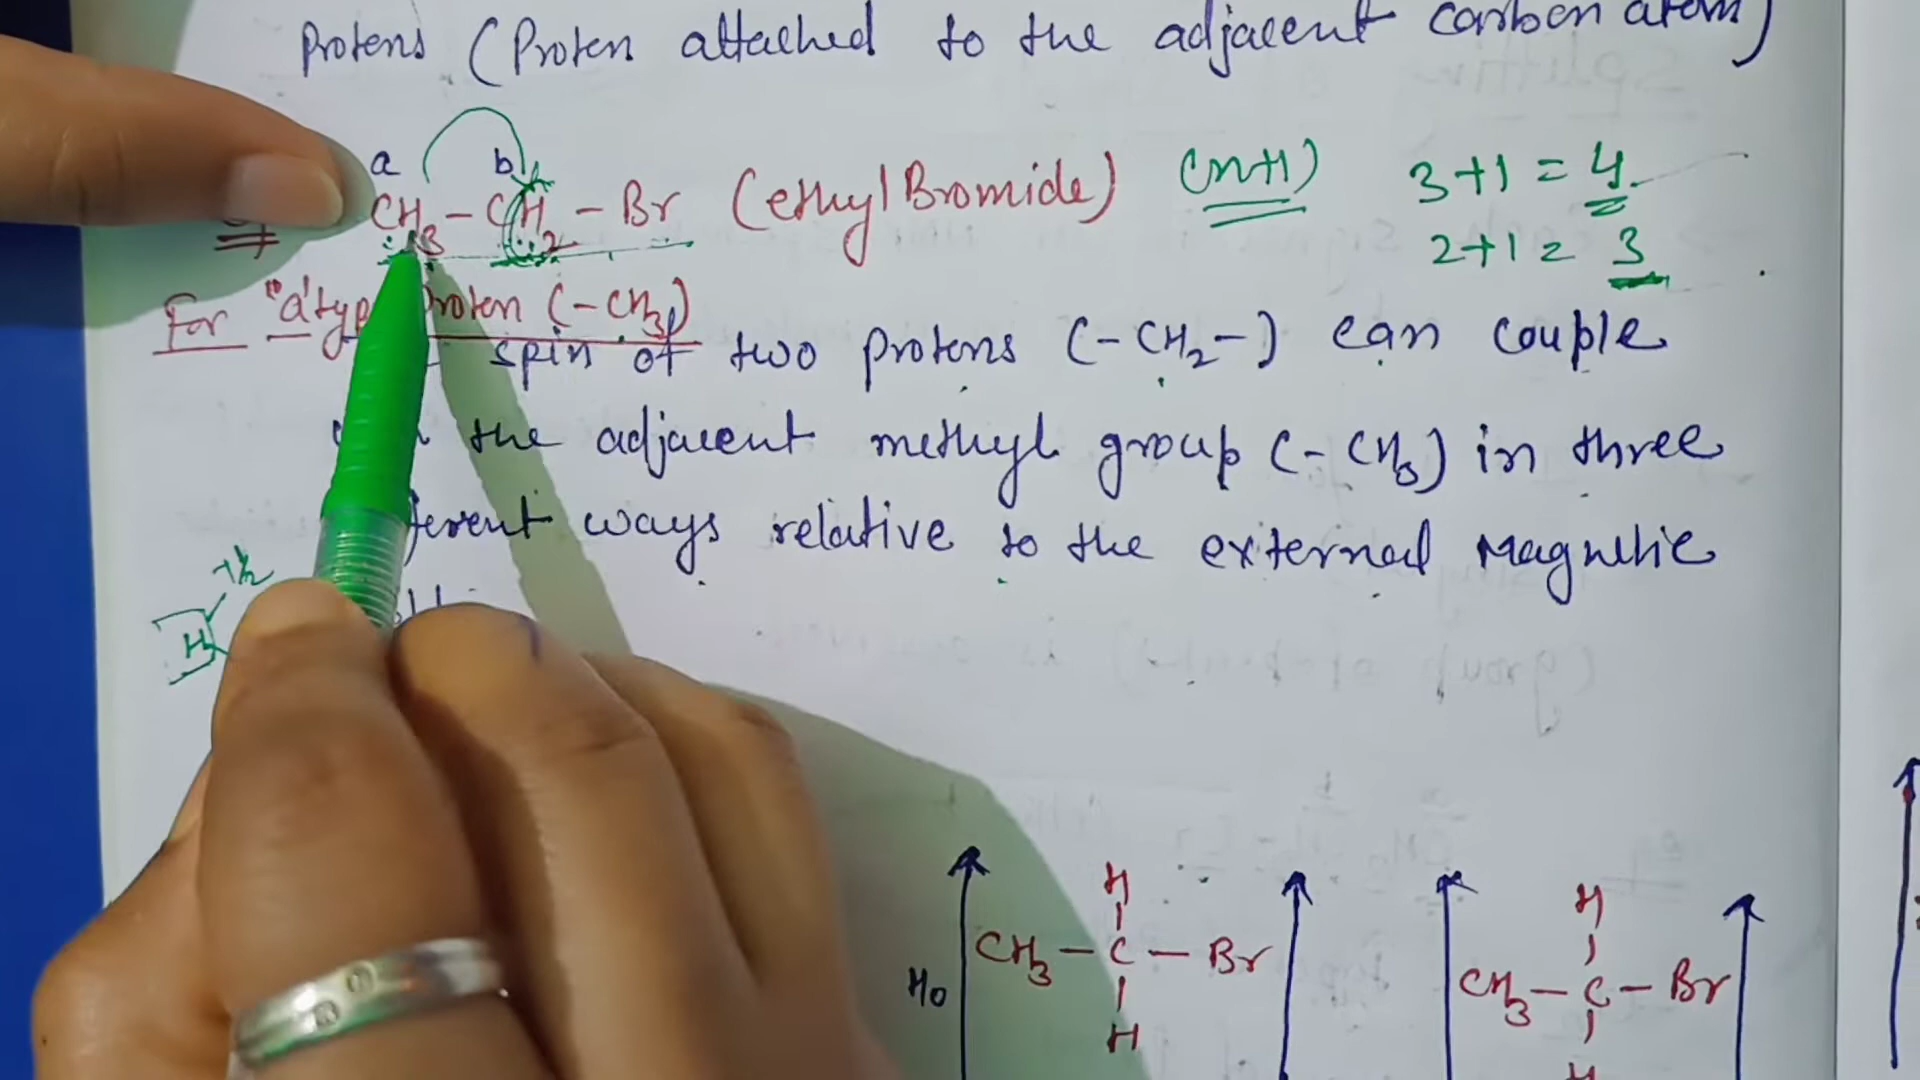 Protons (Proton attached to the adjacent carbon atom)
a b
CH3 - CH2 - Br (ethyl Bromide) (n+1) 3+1 = 4
2+1 = 3
For "a" type Proton (-CH3)
spin of two protons (-CH2-) can couple
the adjacent methyl group (-CH3) in three
ways relative to the external Magnetic
+½
H
H H
CH3 - C - Br CH3 - C - Br
H0
H H